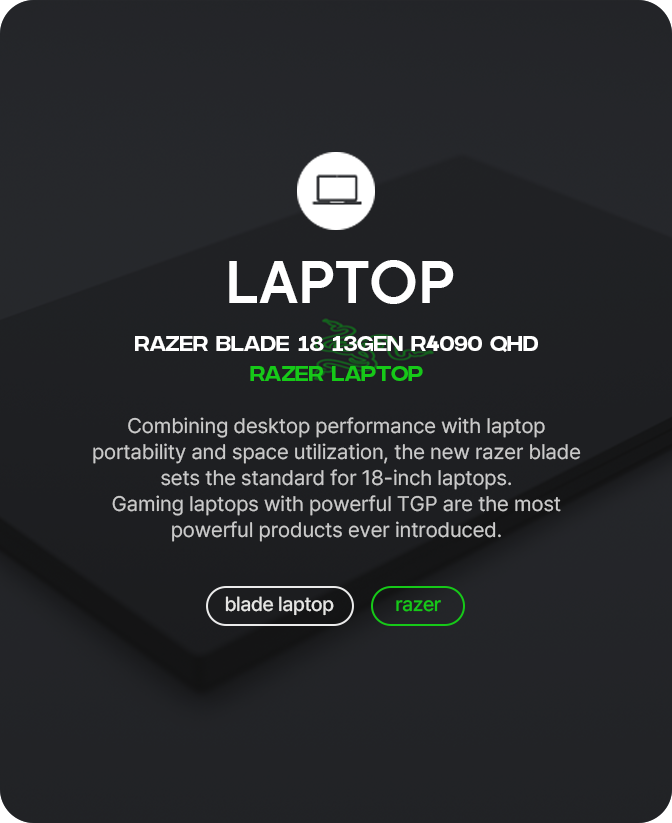 LAPTOP
RAZER BLADE 18 13GEN R4090 QHD
RAZER LAPTOP
Combining desktop performance with laptop
portability and space utilization, the new razer blade
sets the standard for 18-inch laptops.
Gaming laptops with powerful TGP are the most
powerful products ever introduced.
blade laptop
razer